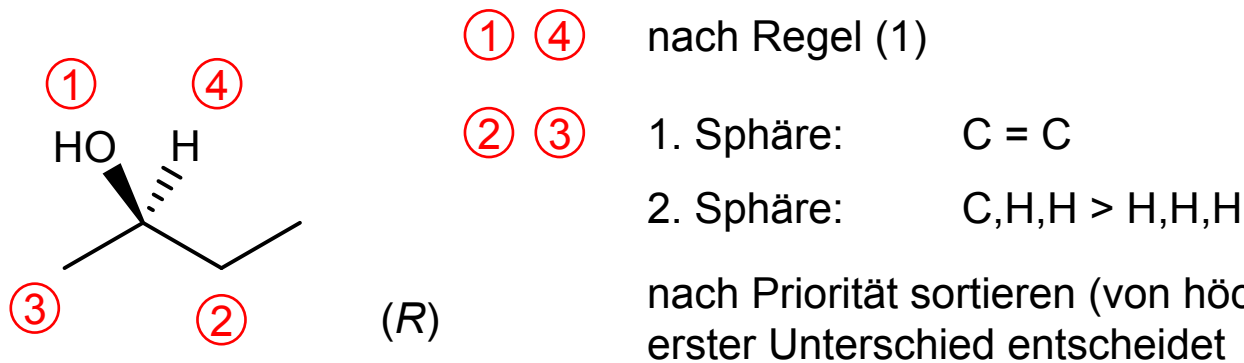 ① ④ nach Regel (1)
① ④
HO H
② ③ 1. Sphäre: C = C
2. Sphäre: C,H,H > H,H,H
③ ② (R)
nach Priorität sortieren (von höc
erster Unterschied entscheidet